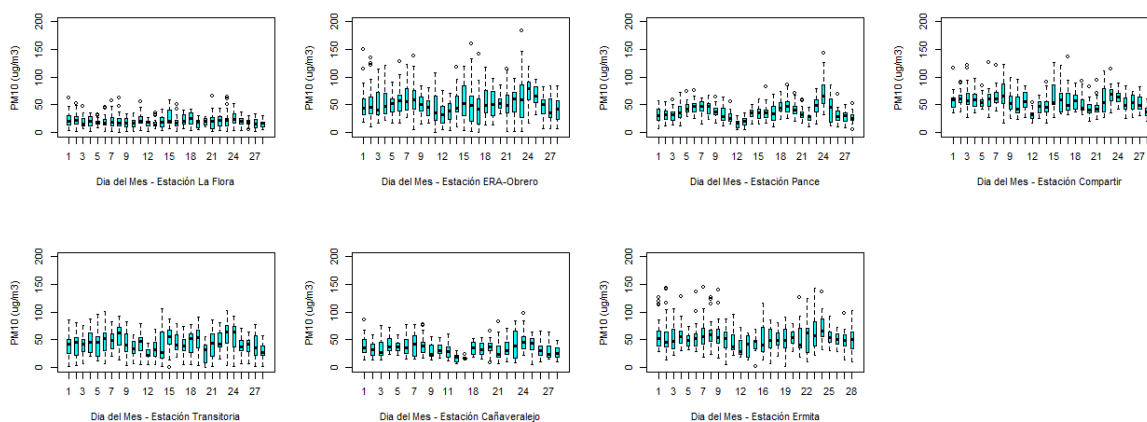 PM10 (ug/m3)
0 50 100 150 200
1 3 5 7 9 12 15 18 21 24 27
Dia del Mes - Estación La Flora
PM10 (ug/m3)
0 50 100 150 200
1 3 5 7 9 12 15 18 21 24 27
Dia del Mes - Estación ERA-Obrero
PM10 (ug/m3)
0 50 100 150 200
1 3 5 7 9 12 15 18 21 24 27
Dia del Mes - Estación Pance
PM10 (ug/m3)
0 50 100 150 200
1 3 5 7 9 12 15 18 21 24 27
Dia del Mes - Estación Compartir
PM10 (ug/m3)
0 50 100 150 200
1 3 5 7 9 12 15 18 21 24 27
Dia del Mes - Estación Transitoria
PM10 (ug/m3)
0 50 100 150 200
1 3 5 7 9 11 18 21 24 27
Dia del Mes - Estación Cañaveralejo
PM10 (ug/m3)
0 50 100 150 200
1 3 5 7 9 11 13 16 19 22 25 28
Dia del Mes - Estación Ermita